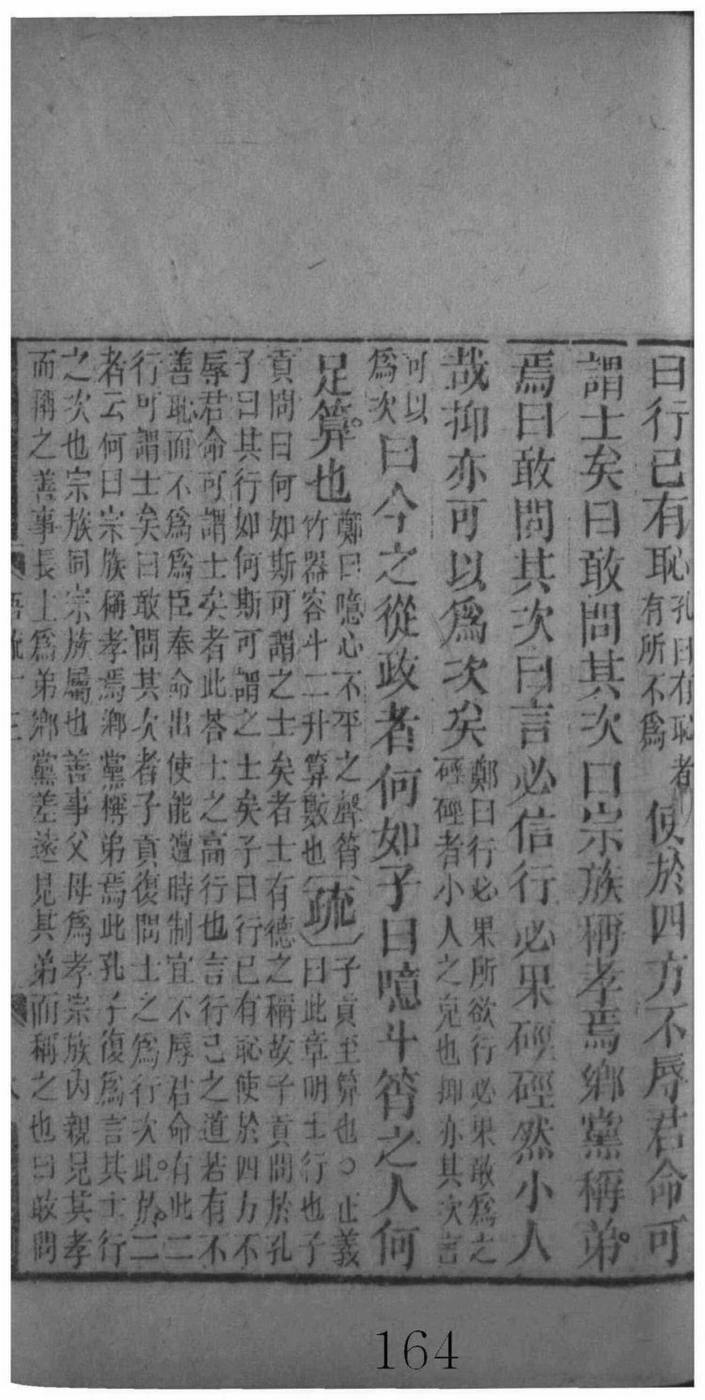 曰行己有恥孔曰有恥者有所不爲使於四方不辱君命可
謂士矣曰敢問其次曰宗族稱孝焉鄉黨稱弟
焉曰敢問其次曰言必信行必果硜硜然小人
哉抑亦可以爲次矣鄭曰行必果所欲行必果敢爲之硜硜者小人之皃也抑亦其次言
可以爲次曰今之從政者何如子曰噫斗筲之人何
足算也鄭曰噫心不平之聲筲竹器容斗二升算數也疏子貢至算也○正義曰此章明士行也子
貢問曰何如斯可謂之士矣者士有德之稱故子貢問於孔
子曰其行如何斯可謂之士矣子曰行己有恥使於四方不
辱君命可謂士矣者此荅士之高行也言行己之道若有不
善恥而不爲爲臣奉命出使能遭時制宜不辱君命有此二
行可謂士矣曰敢問其次者子貢復問士之爲行次此於二
者云何曰宗族稱孝焉鄉黨稱弟焉此孔子復爲言其士行
之次也宗族同宗族屬也善事父母爲孝宗族內親見其孝
而稱之善事長上爲弟鄉黨差遠見其弟而稱之也曰敢問
164